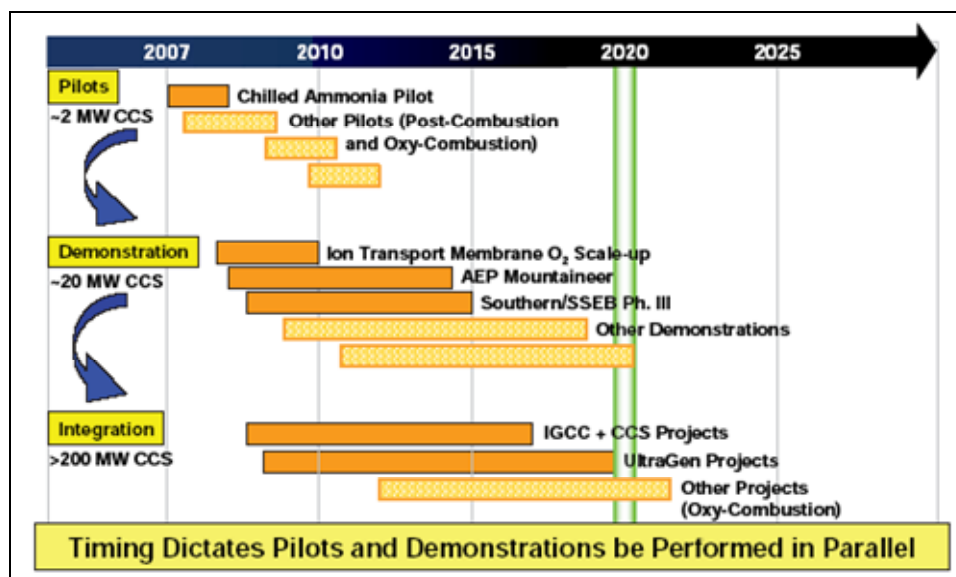 2007 2010 2015 2020 2025
Pilots
~2 MW CCS
Chilled Ammonia Pilot
Other Pilots (Post-Combustion
and Oxy-Combustion)
Demonstration
~20 MW CCS
Ion Transport Membrane O₂ Scale-up
AEP Mountaineer
Southern/SSEB Ph. III
Other Demonstrations
Integration
>200 MW CCS
IGCC + CCS Projects
UltraGen Projects
Other Projects
(Oxy-Combustion)
Timing Dictates Pilots and Demonstrations be Performed in Parallel